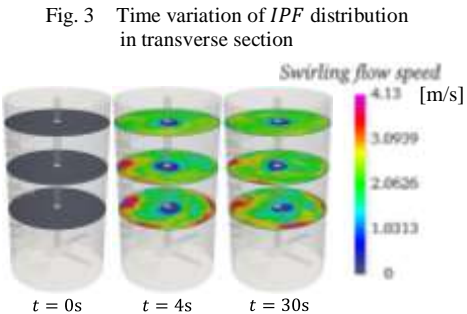 Fig. 3 Time variation of IPF distribution
in transverse section
Swirling flow speed
4.13 [m/s]
3.0939
2.0626
1.0313
0
t = 0s t = 4s t = 30s